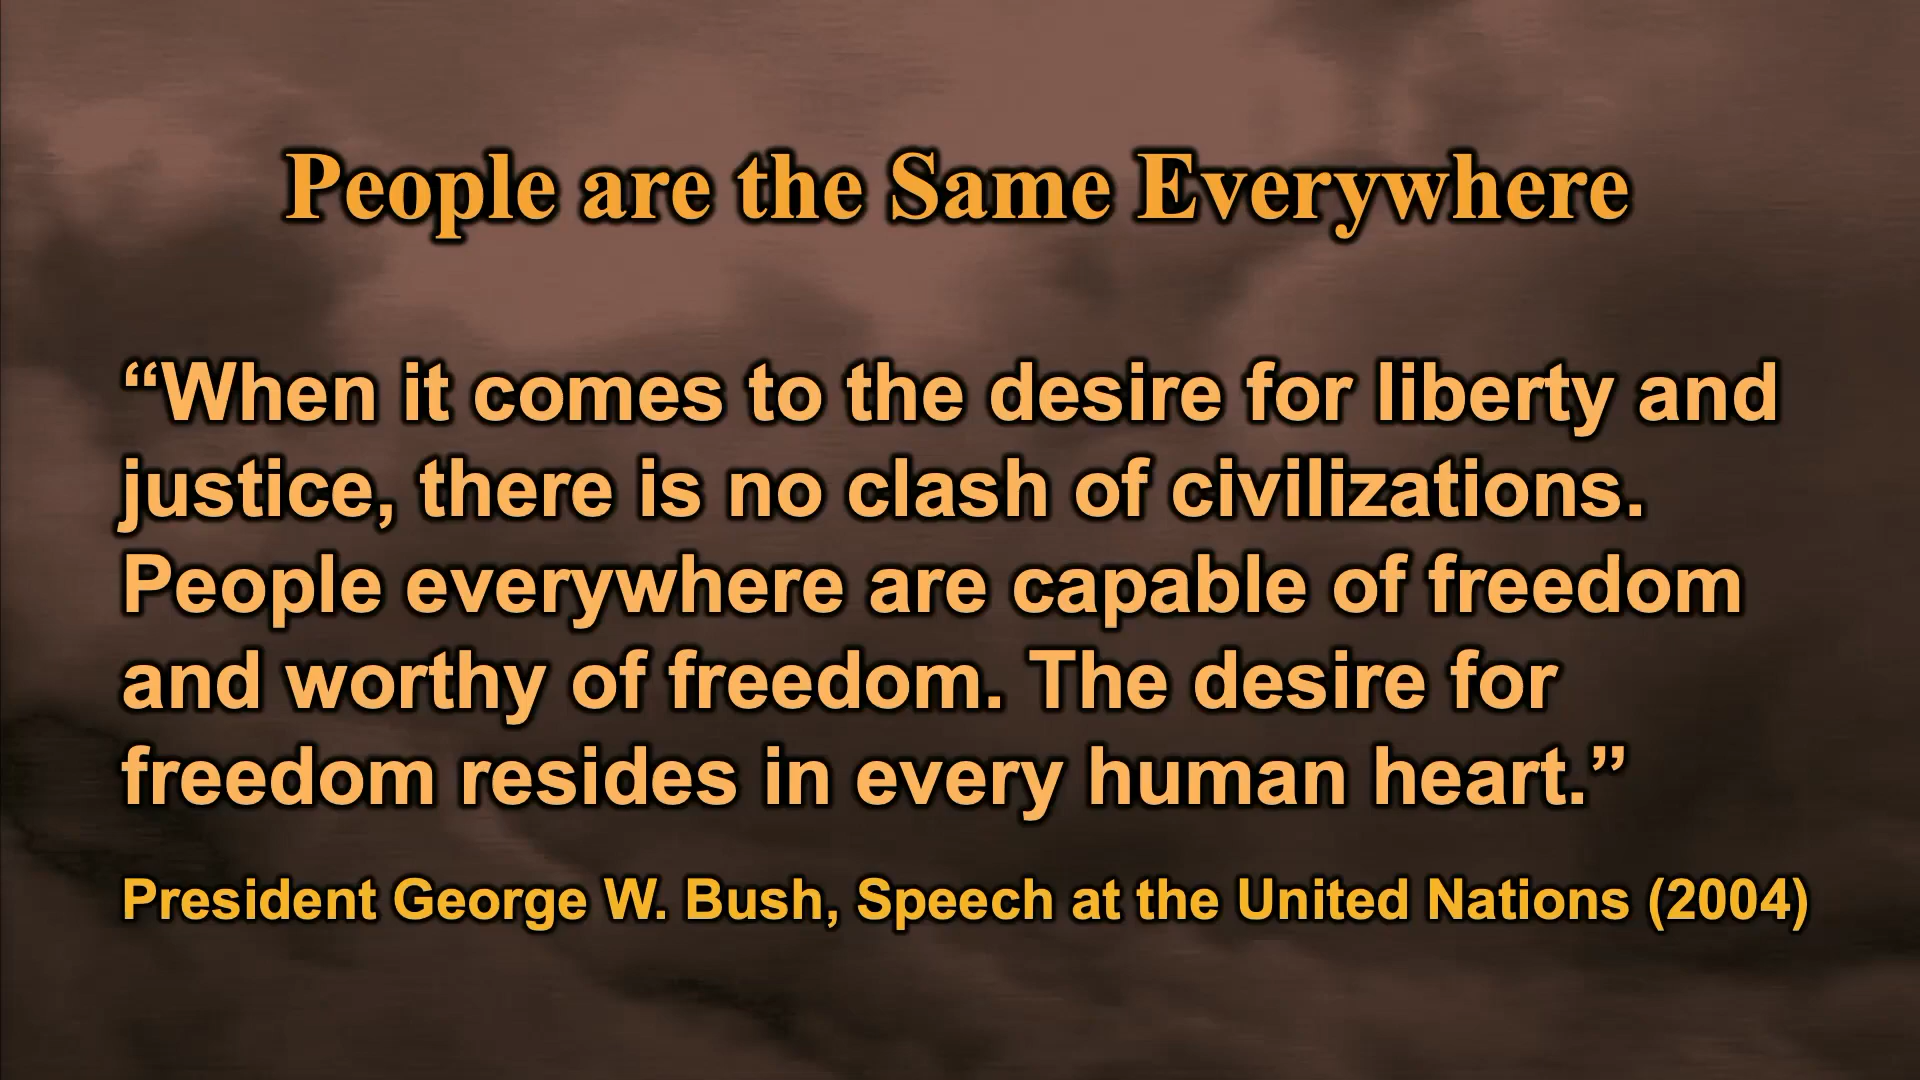 People are the Same Everywhere
“When it comes to the desire for liberty and
justice, there is no clash of civilizations.
People everywhere are capable of freedom
and worthy of freedom. The desire for
freedom resides in every human heart.”
President George W. Bush, Speech at the United Nations (2004)